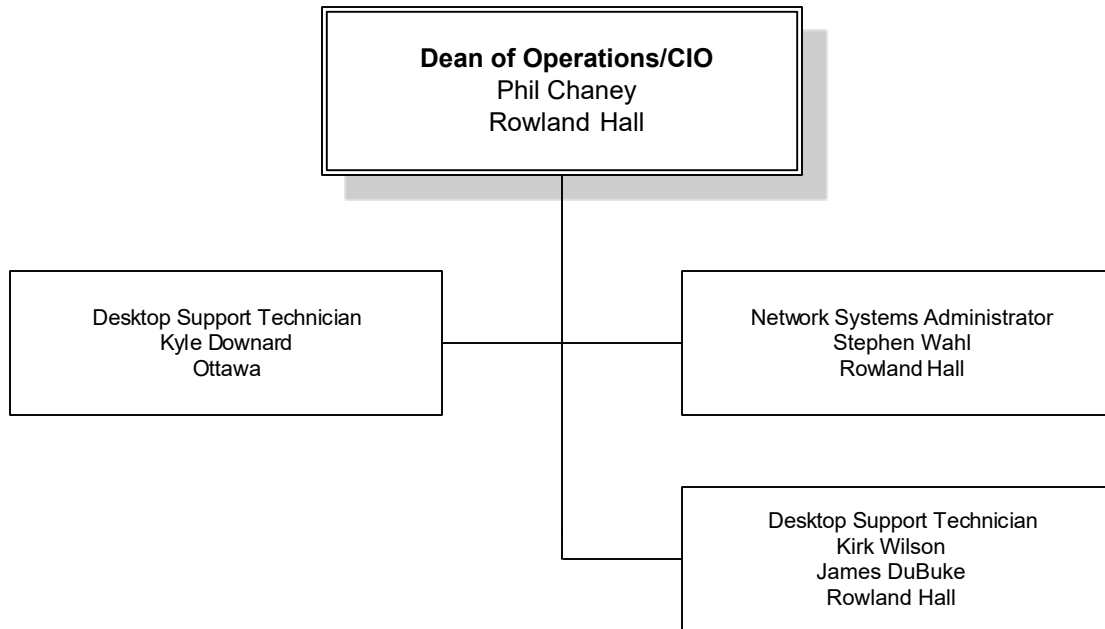 Dean of Operations/CIO
Phil Chaney
Rowland Hall
Desktop Support Technician
Kyle Downard
Ottawa
Network Systems Administrator
Stephen Wahl
Rowland Hall
Desktop Support Technician
Kirk Wilson
James DuBuke
Rowland Hall